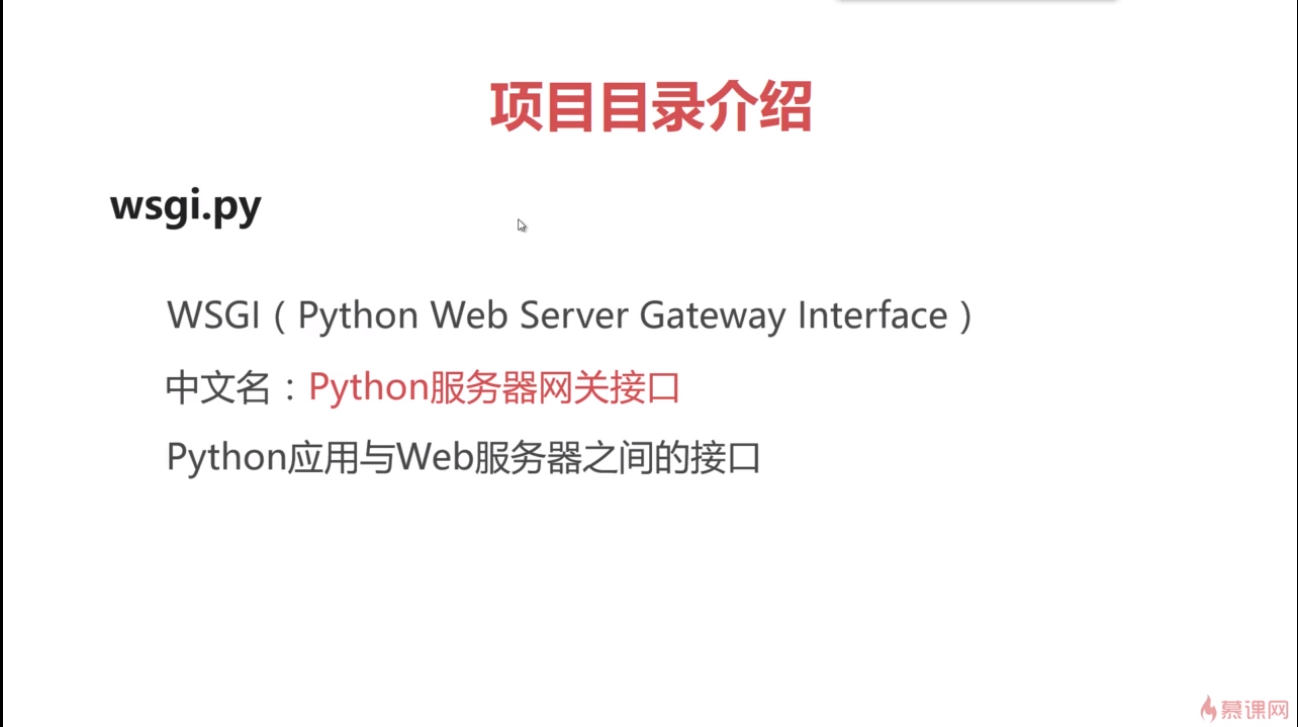 项目目录介绍
wsgi.py
WSGI（Python Web Server Gateway Interface）
中文名：Python服务器网关接口
Python应用与Web服务器之间的接口
慕课网